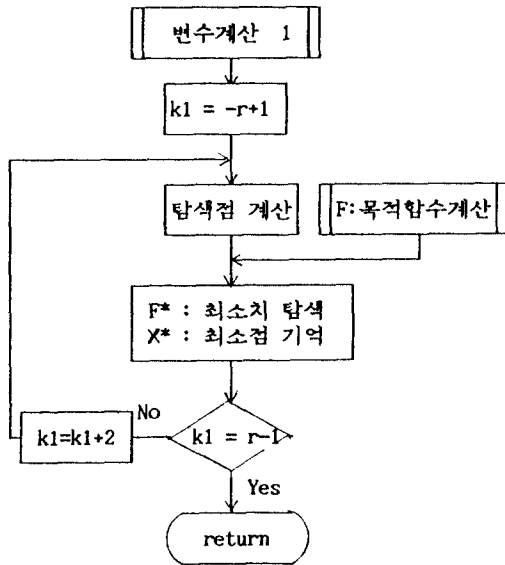 변수계산 1
k1 = -r+1
탐색점 계산
F:목적함수계산
F* : 최소치 탐색
X* : 최소점 기억
No
k1=k1+2
k1 = r-1
Yes
return